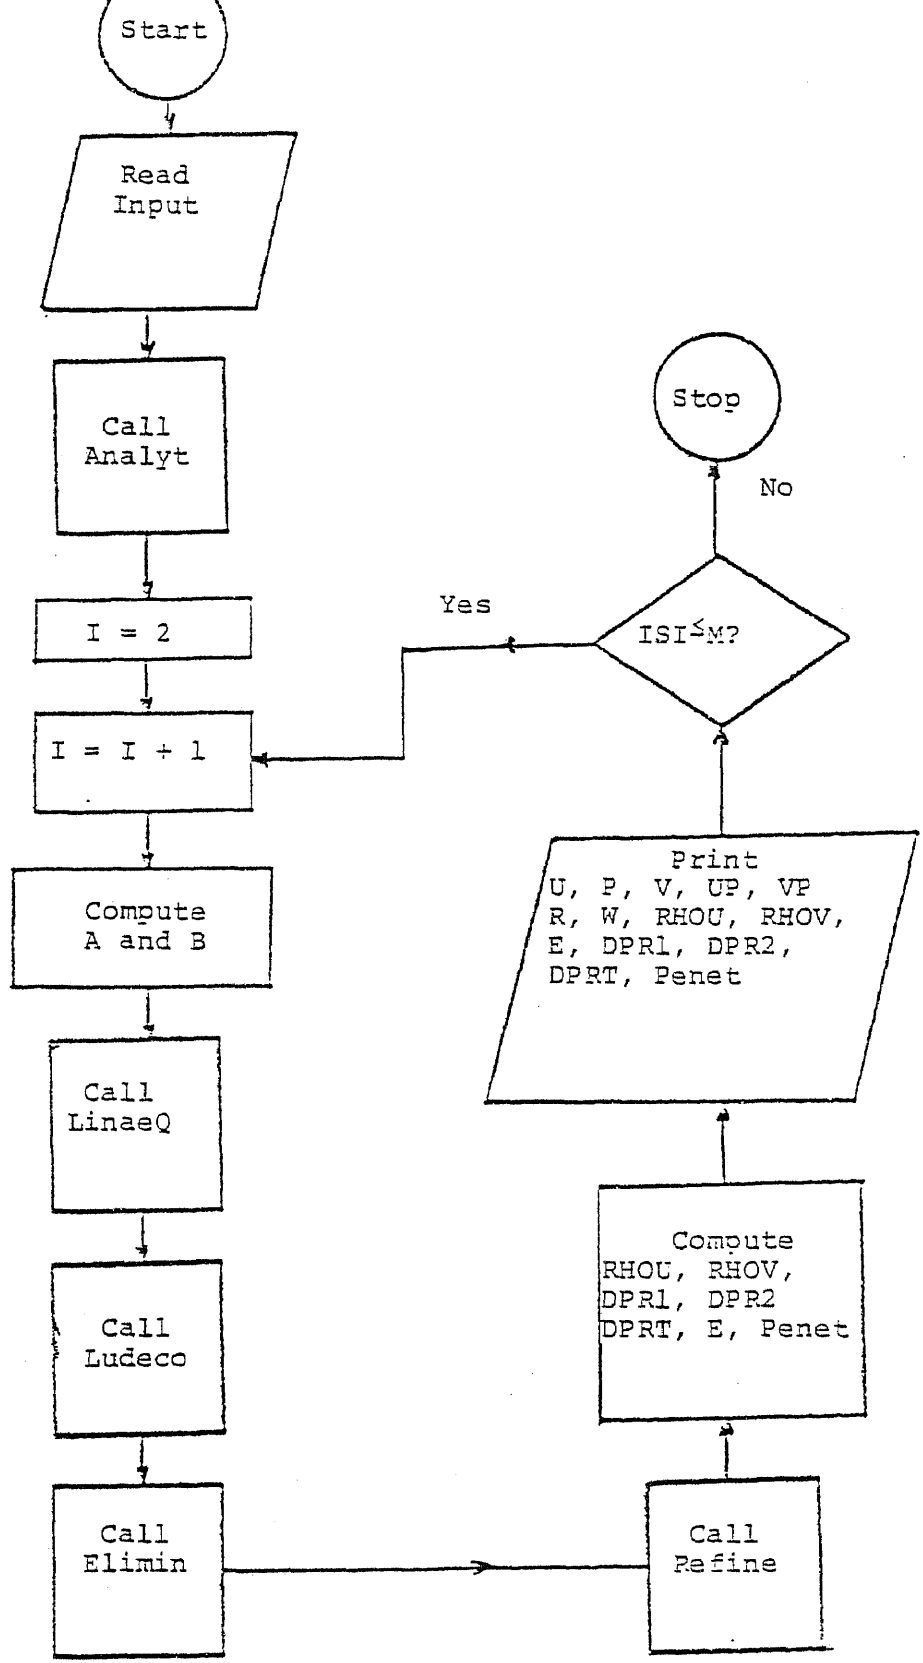 Start
Read
Input
Call
Analyt
I = 2
I = I + 1
Compute
A and B
Call
LinaeQ
Call
Ludeco
Call
Elimin
Call
Refine
Compute
RHOU, RHOV,
DPR1, DPR2
DPRT, E, Penet
Print
U, P, V, UP, VP
R, W, RHOU, RHOV,
E, DPR1, DPR2,
DPRT, Penet
ISI≤M?
Yes
No
Stop